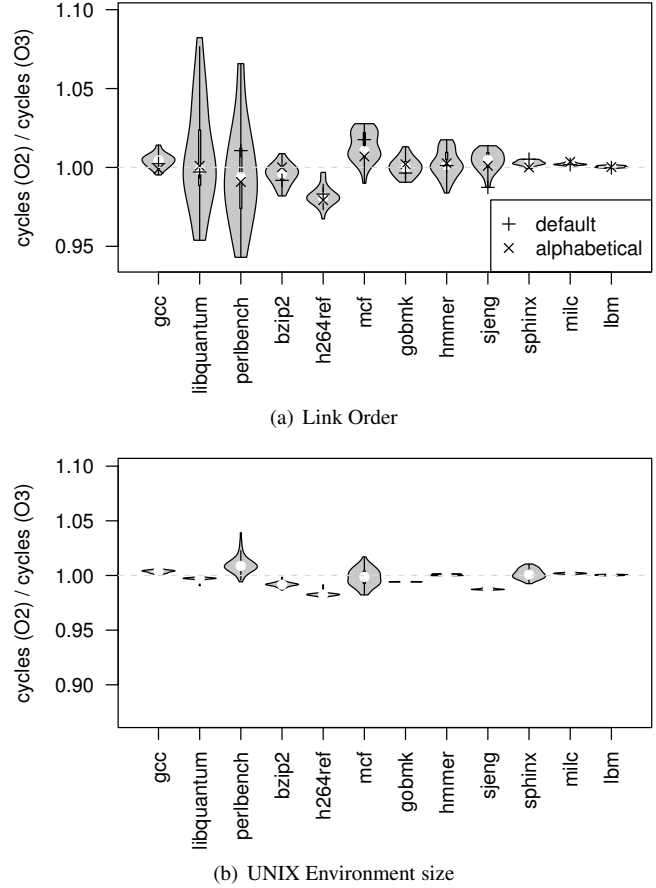 1.10
1.05
1.00
0.95
cycles (O2) / cycles (O3)
default
alphabetical
gcc
libquantum
perlbench
bzip2
h264ref
mcf
gobmk
hmmer
sjeng
sphinx
milc
lbm
(a) Link Order
1.10
1.05
1.00
0.95
0.90
cycles (O2) / cycles (O3)
gcc
libquantum
perlbench
bzip2
h264ref
mcf
gobmk
hmmer
sjeng
sphinx
milc
lbm
(b) UNIX Environment size